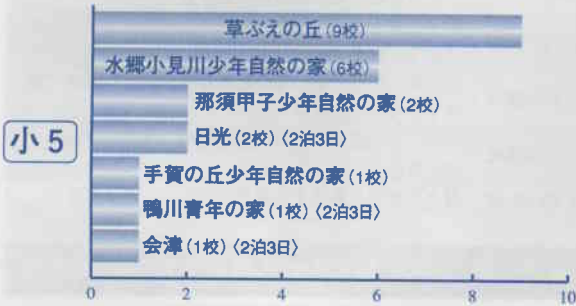 草ぶえの丘(9校)
水郷小見川少年自然の家(6校)
那須甲子少年自然の家(2校)
日光(2校)〈2泊3日〉
小5
手賀の丘少年自然の家(1校)
鴨川青年の家(1校)〈2泊3日〉
会津(1校)〈2泊3日〉
0 2 4 6 8 10